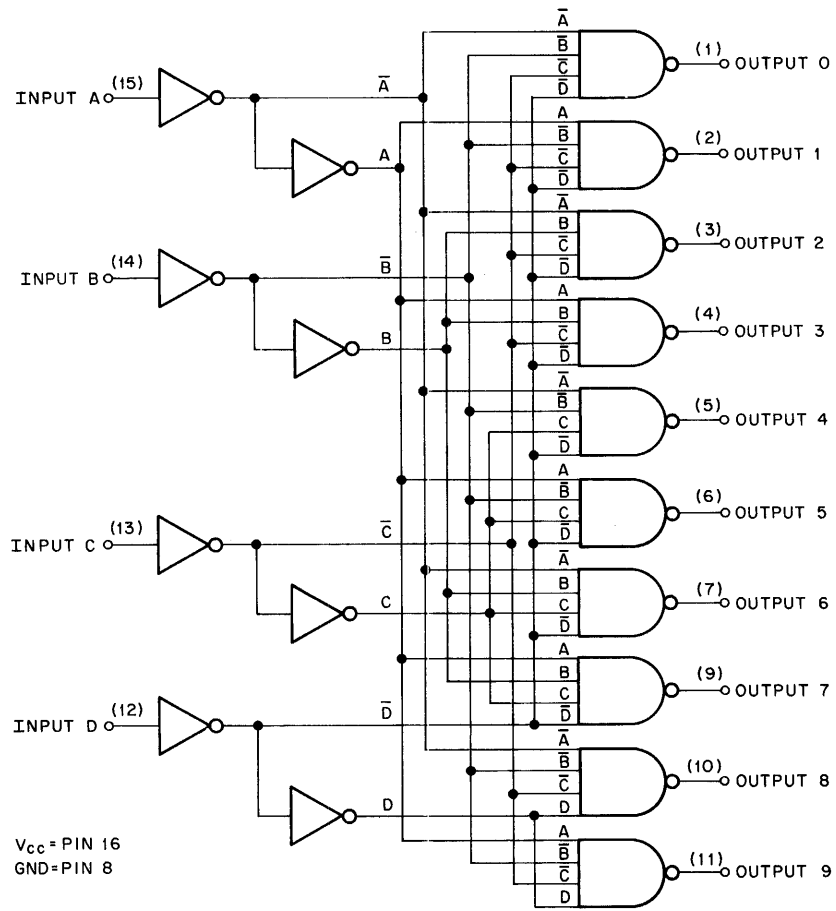 INPUT A (15)
Ā
A
INPUT B (14)
B̄
B
INPUT C (13)
C̄
C
INPUT D (12)
D̄
D
Ā
B̄
C̄
D̄
(1) OUTPUT 0
A
B̄
C̄
D̄
(2) OUTPUT 1
Ā
B
C̄
D̄
(3) OUTPUT 2
A
B
C̄
D̄
(4) OUTPUT 3
Ā
B̄
C
D̄
(5) OUTPUT 4
A
B̄
C
D̄
(6) OUTPUT 5
Ā
B
C
D̄
(7) OUTPUT 6
A
B
C
D̄
(9) OUTPUT 7
Ā
B̄
C̄
D
(10) OUTPUT 8
A
B̄
C̄
D
(11) OUTPUT 9
VCC=PIN 16
GND=PIN 8